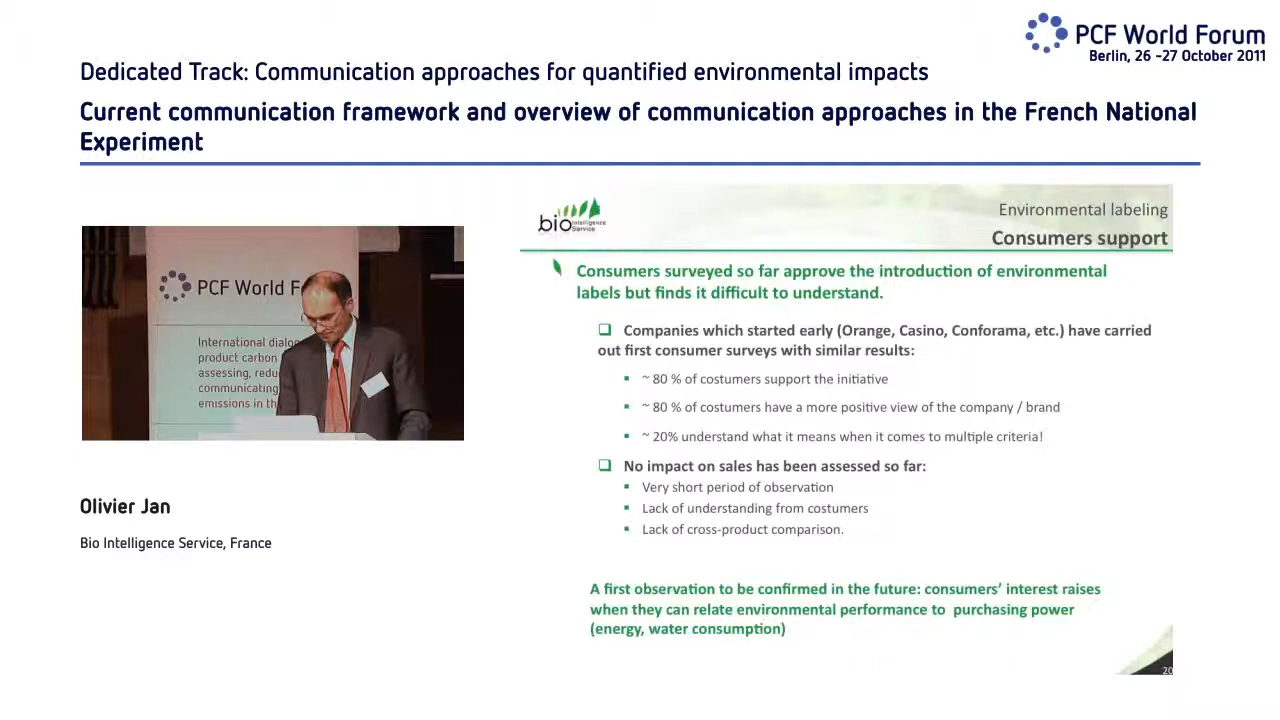 PCF World Forum
Berlin, 26 -27 October 2011
Dedicated Track: Communication approaches for quantified environmental impacts
Current communication framework and overview of communication approaches in the French National
Experiment
bio intelligence
Service
Environmental labeling
Consumers support
Consumers surveyed so far approve the introduction of environmental
labels but finds it difficult to understand.
Companies which started early (Orange, Casino, Conforama, etc.) have carried
out first consumer surveys with similar results:
~ 80 % of costumers support the initiative
~ 80 % of costumers have a more positive view of the company / brand
~ 20% understand what it means when it comes to multiple criteria!
No impact on sales has been assessed so far:
Very short period of observation
Lack of understanding from costumers
Lack of cross-product comparison.
A first observation to be confirmed in the future: consumers’ interest raises
when they can relate environmental performance to purchasing power
(energy, water consumption)
20
PCF World F
International dialo
product carbon
assessing, redu
communicating
emissions in th
Olivier Jan
Bio Intelligence Service, France